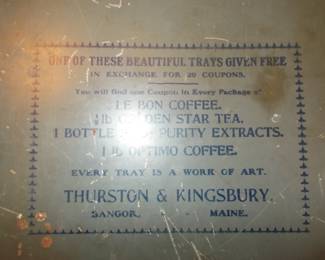 ONE OF THESE BEAUTIFUL TRAYS GIVEN FREE
IN EXCHANGE FOR 20 COUPONS.
You will find one Coupon in Every Package of
LE BON COFFEE.
½lb GOLDEN STAR TEA.
1 BOTTLE PURITY EXTRACTS.
1 lb OPTIMO COFFEE.
EVERY TRAY IS A WORK OF ART.
THURSTON & KINGSBURY.
BANGOR, - - MAINE.